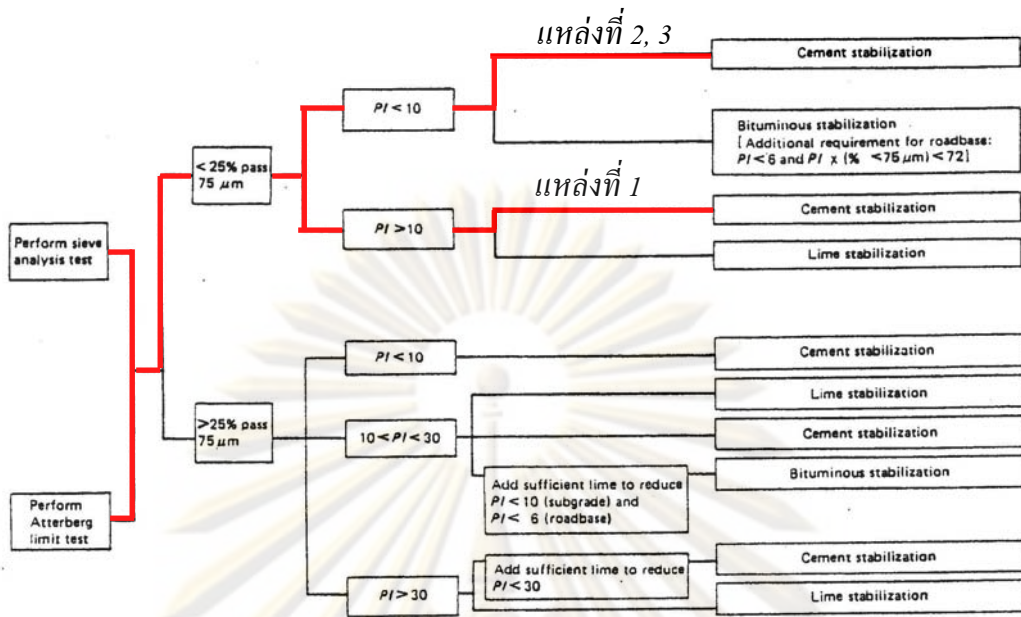 แหล่งที่ 2, 3
Cement stabilization
PI < 10
Bituminous stabilization
[Additional requirement for roadbase:
PI < 6 and PI x (% <75 μm) < 72]
< 25% pass
75 μm
แหล่งที่ 1
Cement stabilization
PI > 10
Lime stabilization
Perform sieve
analysis test
PI < 10
Cement stabilization
Lime stabilization
>25% pass
75 μm
10 < PI < 30
Cement stabilization
Bituminous stabilization
Add sufficient lime to reduce
PI < 10 (subgrade) and
PI < 6 (roadbase)
Perform
Atterberg
limit test
Cement stabilization
Add sufficient lime to reduce
PI < 30
PI > 30
Lime stabilization